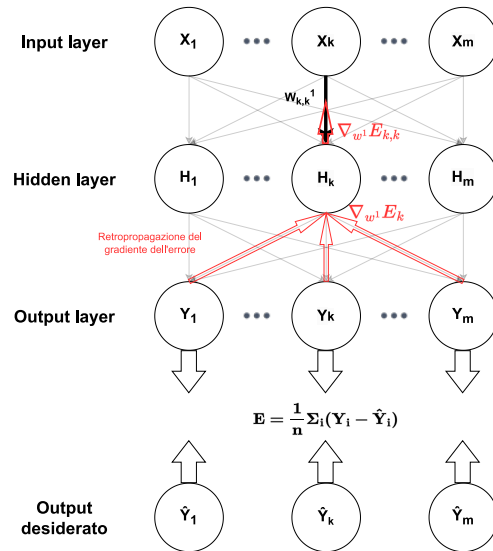 Input layer
X1 ••• Xk ••• Xm
Wk,k1
∇w1Ek,k
Hidden layer
H1 ••• Hk ••• Hm
∇w1Ek
Retropropagazione del
gradiente dell'errore
Output layer
Y1 ••• Yk ••• Ym
E = 1/n Σi(Yi − Ŷi)
Output
desiderato
Ŷ1 Ŷk Ŷm